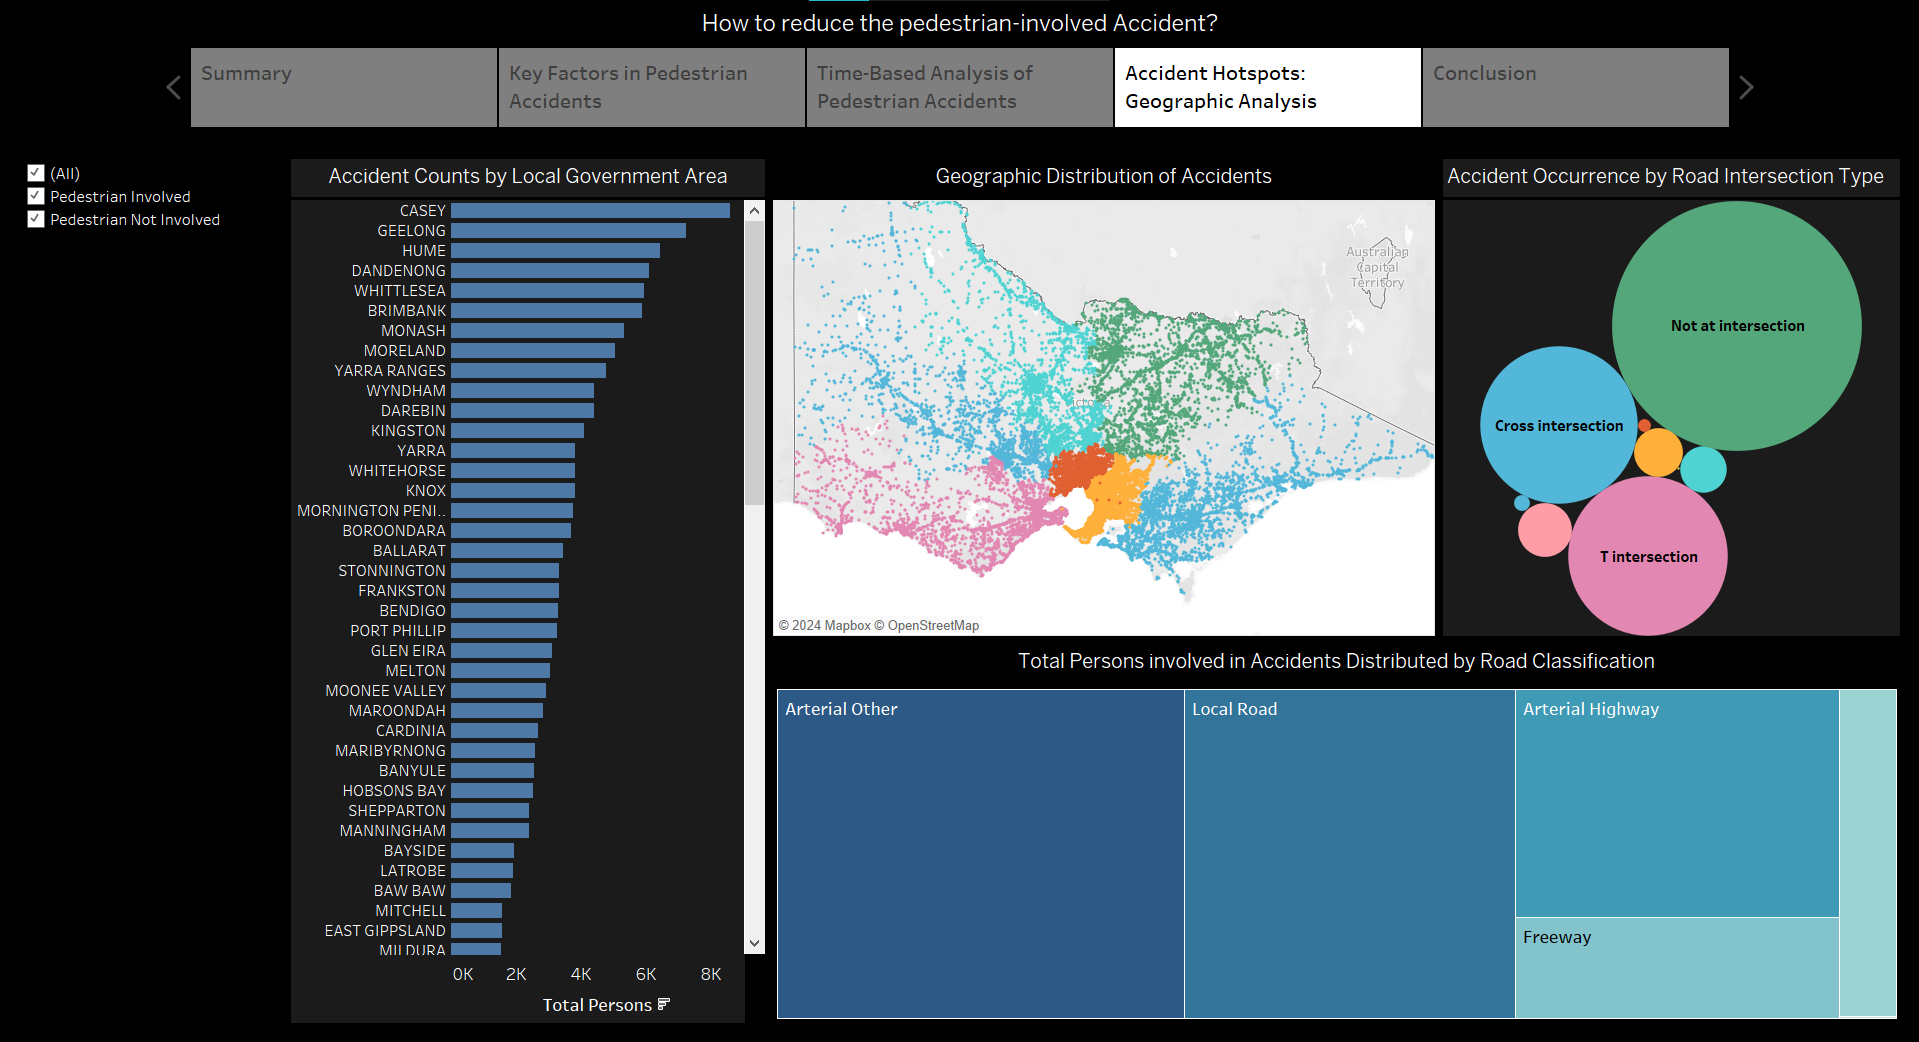 How to reduce the pedestrian-involved Accident?
Summary
Key Factors in Pedestrian
Accidents
Time-Based Analysis of
Pedestrian Accidents
Accident Hotspots:
Geographic Analysis
Conclusion
(All)
Pedestrian Involved
Pedestrian Not Involved
Accident Counts by Local Government Area
CASEY
GEELONG
HUME
DANDENONG
WHITTLESEA
BRIMBANK
MONASH
MORELAND
YARRA RANGES
WYNDHAM
DAREBIN
KINGSTON
YARRA
WHITEHORSE
KNOX
MORNINGTON PENI..
BOROONDARA
BALLARAT
STONNINGTON
FRANKSTON
BENDIGO
PORT PHILLIP
GLEN EIRA
MELTON
MOONEE VALLEY
MAROONDAH
CARDINIA
MARIBYRNONG
BANYULE
HOBSONS BAY
SHEPPARTON
MANNINGHAM
BAYSIDE
LATROBE
BAW BAW
MITCHELL
EAST GIPPSLAND
MILDURA
0K 2K 4K 6K 8K
Total Persons
Geographic Distribution of Accidents
Australian
Capital
Territory
© 2024 Mapbox © OpenStreetMap
Accident Occurrence by Road Intersection Type
Not at intersection
Cross intersection
T intersection
Total Persons involved in Accidents Distributed by Road Classification
Arterial Other
Local Road
Arterial Highway
Freeway